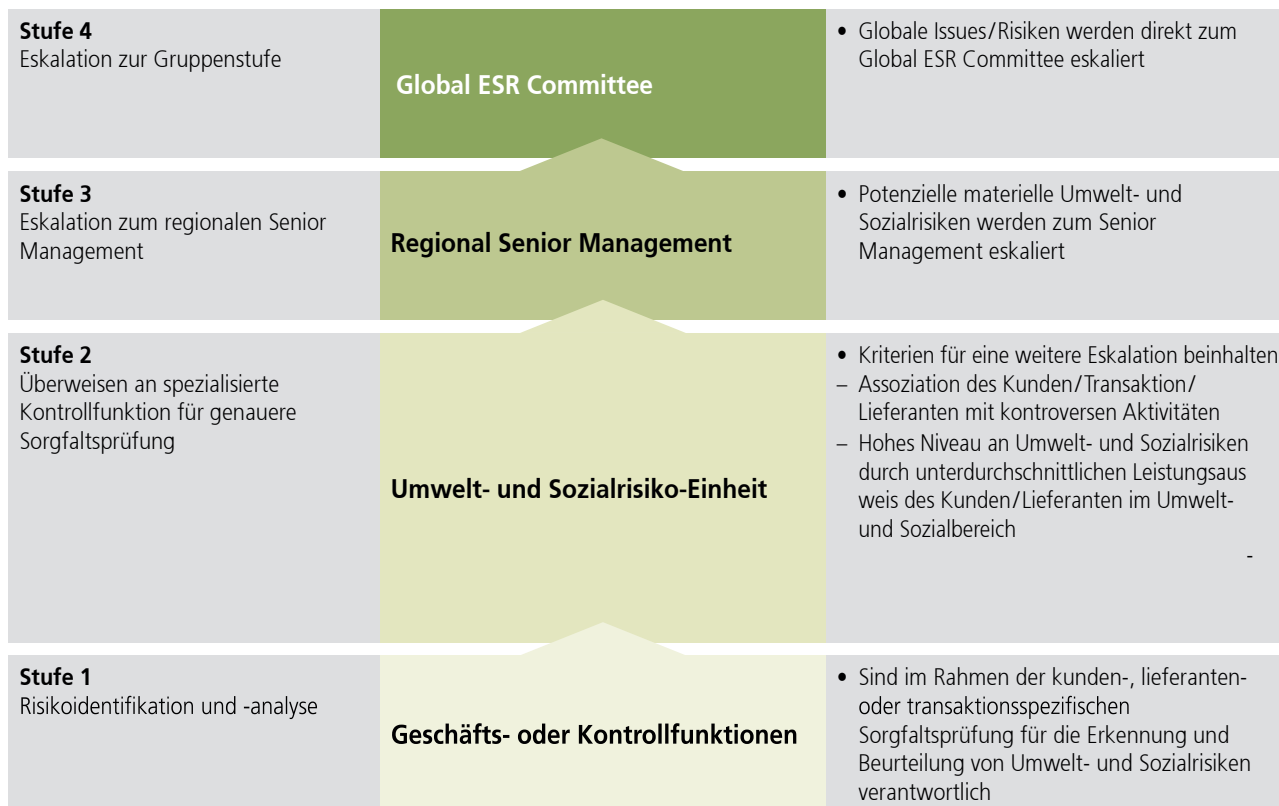 Stufe 4
Eskalation zur Gruppenstufe
Global ESR Committee
• Globale Issues/Risiken werden direkt zum
Global ESR Committee eskaliert
Stufe 3
Eskalation zum regionalen Senior
Management
Regional Senior Management
• Potenzielle materielle Umwelt- und
Sozialrisiken werden zum Senior
Management eskaliert
Stufe 2
Überweisen an spezialisierte
Kontrollfunktion für genauere
Sorgfaltsprüfung
Umwelt- und Sozialrisiko-Einheit
• Kriterien für eine weitere Eskalation beinhalten
– Assoziation des Kunden/Transaktion/
Lieferanten mit kontroversen Aktivitäten
– Hohes Niveau an Umwelt- und Sozialrisiken
durch unterdurchschnittlichen Leistungsaus
weis des Kunden/Lieferanten im Umwelt-
und Sozialbereich
-
Stufe 1
Risikoidentifikation und -analyse
Geschäfts- oder Kontrollfunktionen
• Sind im Rahmen der kunden-, lieferanten-
oder transaktionsspezifischen
Sorgfaltsprüfung für die Erkennung und
Beurteilung von Umwelt- und Sozialrisiken
verantwortlich